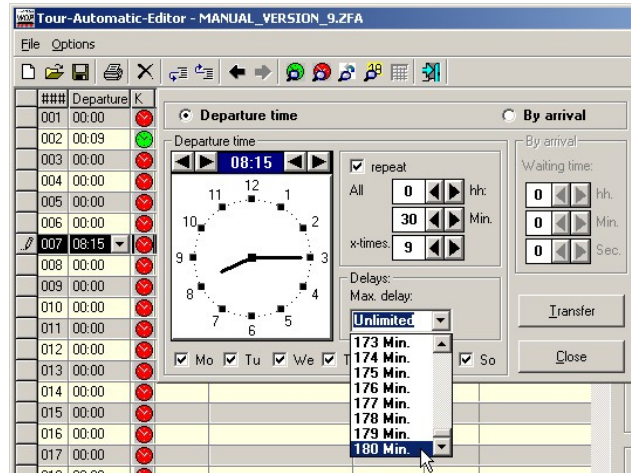 Tour-Automatic-Editor - MANUAL_VERSION_9.ZFA
File Options
### Departure K
001 00:00
002 00:09
003 00:00
004 00:00
005 00:00
006 00:00
007 08:15
008 00:00
009 00:00
010 00:00
011 00:00
012 00:00
013 00:00
014 00:00
015 00:00
016 00:00
017 00:00
Departure time
By arrival
Departure time
08:15
12
1
2
3
4
5
6
7
8
9
10
11
repeat
All 0 hh:
30 Min.
x-times. 9
By arrival
Waiting time:
0 hh.
0 Min.
0 Sec.
Delays:
Max. delay:
Unlimited
173 Min.
174 Min.
175 Min.
176 Min.
177 Min.
178 Min.
179 Min.
180 Min.
Mo Tu We So
Transfer
Close